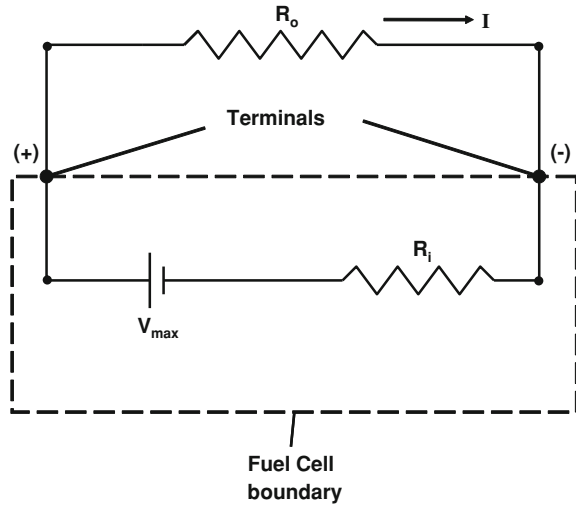 R_o
I
Terminals
(+)
(-)
R_i
V_max
Fuel Cell
boundary